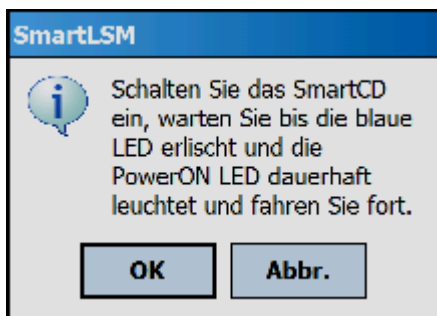 SmartLSM
Schalten Sie das SmartCD
ein, warten Sie bis die blaue
LED erlischt und die
PowerON LED dauerhaft
leuchtet und fahren Sie fort.
OK
Abbr.